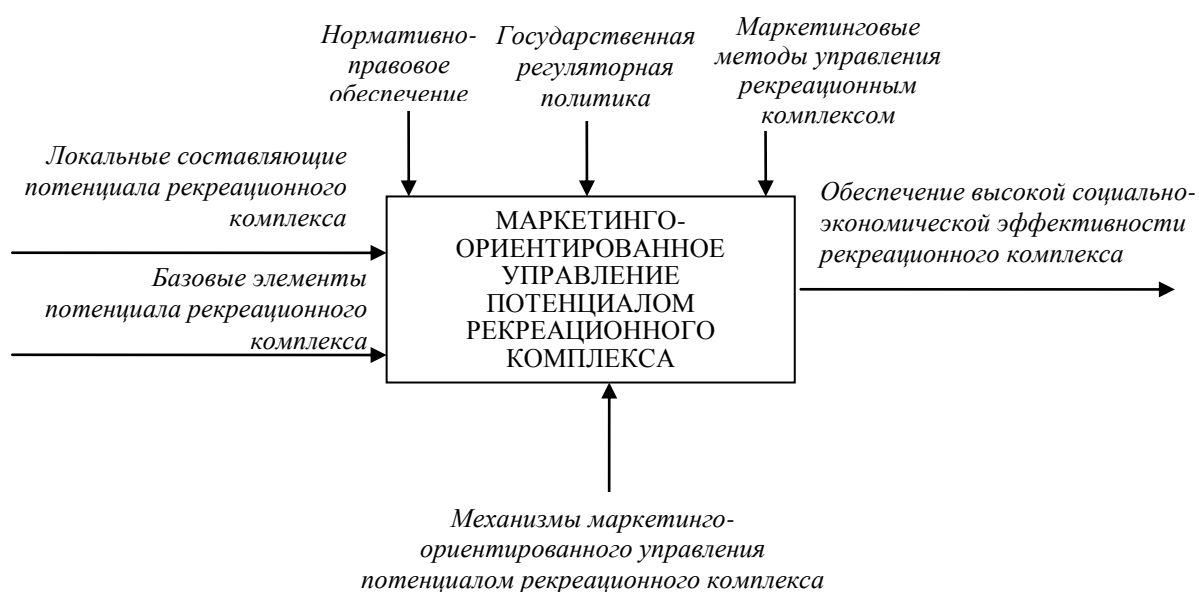 Нормативно-
правовое
обеспечение
Государственная
регуляторная
политика
Маркетинговые
методы управления
рекреационным
комплексом
Локальные составляющие
потенциала рекреационного
комплекса
Базовые элементы
потенциала рекреационного
комплекса
МАРКЕТИНГО-
ОРИЕНТИРОВАННОЕ
УПРАВЛЕНИЕ
ПОТЕНЦИАЛОМ
РЕКРЕАЦИОННОГО
КОМПЛЕКСА
Обеспечение высокой социально-
экономической эффективности
рекреационного комплекса
Механизмы маркетинго-
ориентированного управления
потенциалом рекреационного комплекса